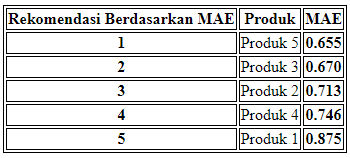 Rekomendasi Berdasarkan MAE Produk MAE
1 Produk 5 0.655
2 Produk 3 0.670
3 Produk 2 0.713
4 Produk 4 0.746
5 Produk 1 0.875